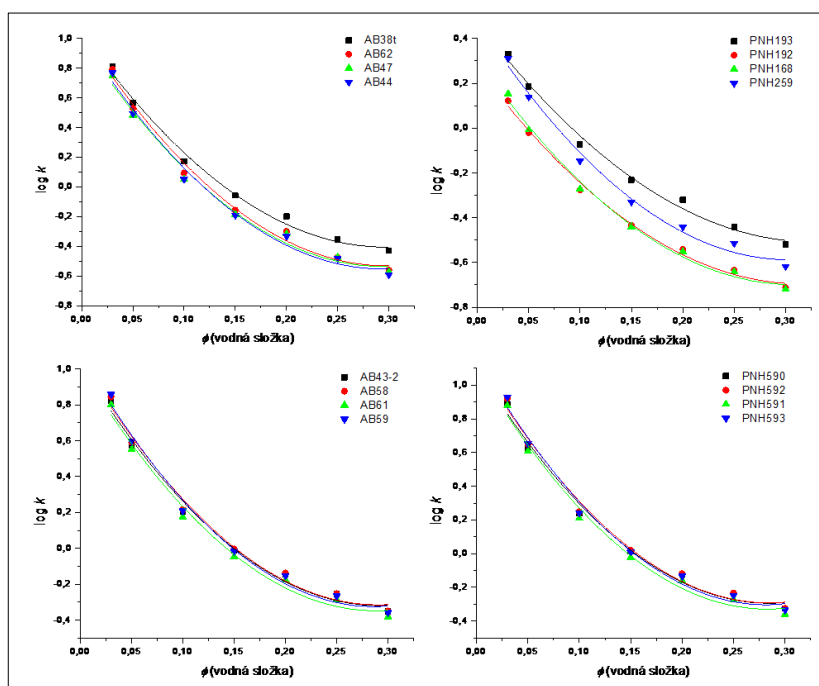 1,0
0,8
0,6
0,4
0,2
0,0
-0,2
-0,4
-0,6
-0,8
log k
0,00 0,05 0,10 0,15 0,20 0,25 0,30
ϕ(vodná složka)
AB38t
AB62
AB47
AB44
0,4
0,2
0,0
-0,2
-0,4
-0,6
-0,8
log k
0,00 0,05 0,10 0,15 0,20 0,25 0,30
ϕ(vodná složka)
PNH193
PNH192
PNH168
PNH259
1,0
0,8
0,6
0,4
0,2
0,0
-0,2
-0,4
log k
0,00 0,05 0,10 0,15 0,20 0,25 0,30
ϕ(vodná složka)
AB43-2
AB58
AB61
AB59
1,0
0,8
0,6
0,4
0,2
0,0
-0,2
-0,4
log k
0,00 0,05 0,10 0,15 0,20 0,25 0,30
ϕ(vodná složka)
PNH590
PNH592
PNH591
PNH593